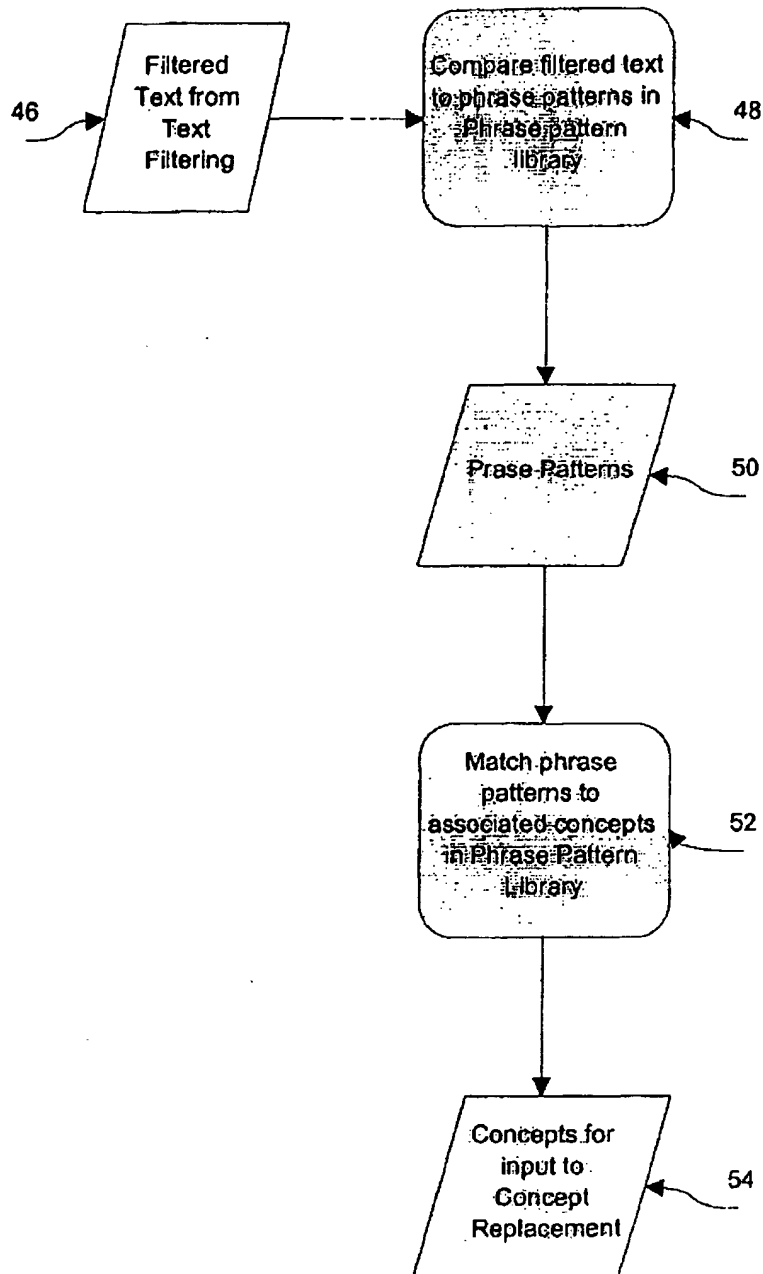 46
Filtered
Text from
Text
Filtering
Compare filtered text
to phrase patterns in
Phrase pattern
library
48
Prase Patterns
50
Match phrase
patterns to
associated concepts
in Phrase Pattern
Library
52
Concepts for
input to
Concept
Replacement
54